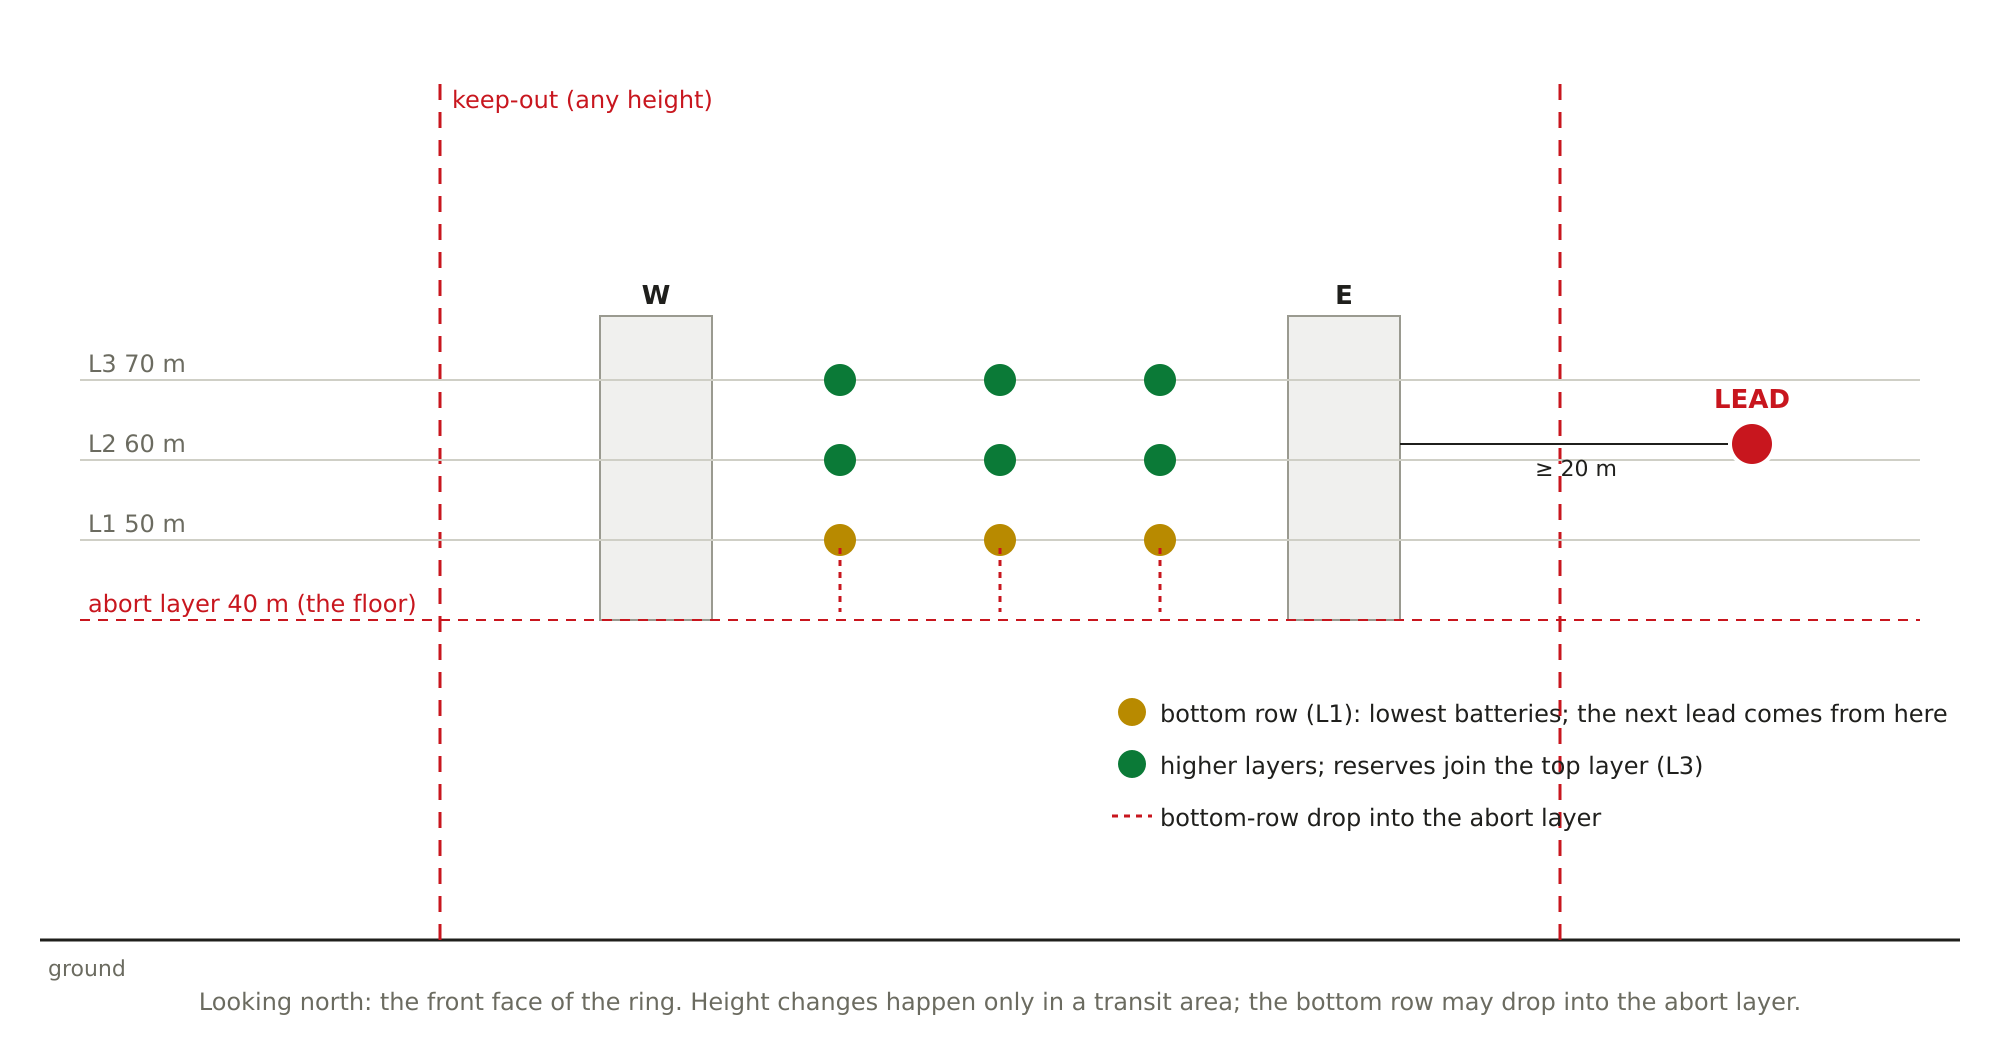 keep-out (any height)
W
E
L3 70 m
LEAD
L2 60 m
≥ 20 m
L1 50 m
abort layer 40 m (the floor)
bottom row (L1): lowest batteries; the next lead comes from here
higher layers; reserves join the top layer (L3)
bottom-row drop into the abort layer
ground
Looking north: the front face of the ring. Height changes happen only in a transit area; the bottom row may drop into the abort layer.